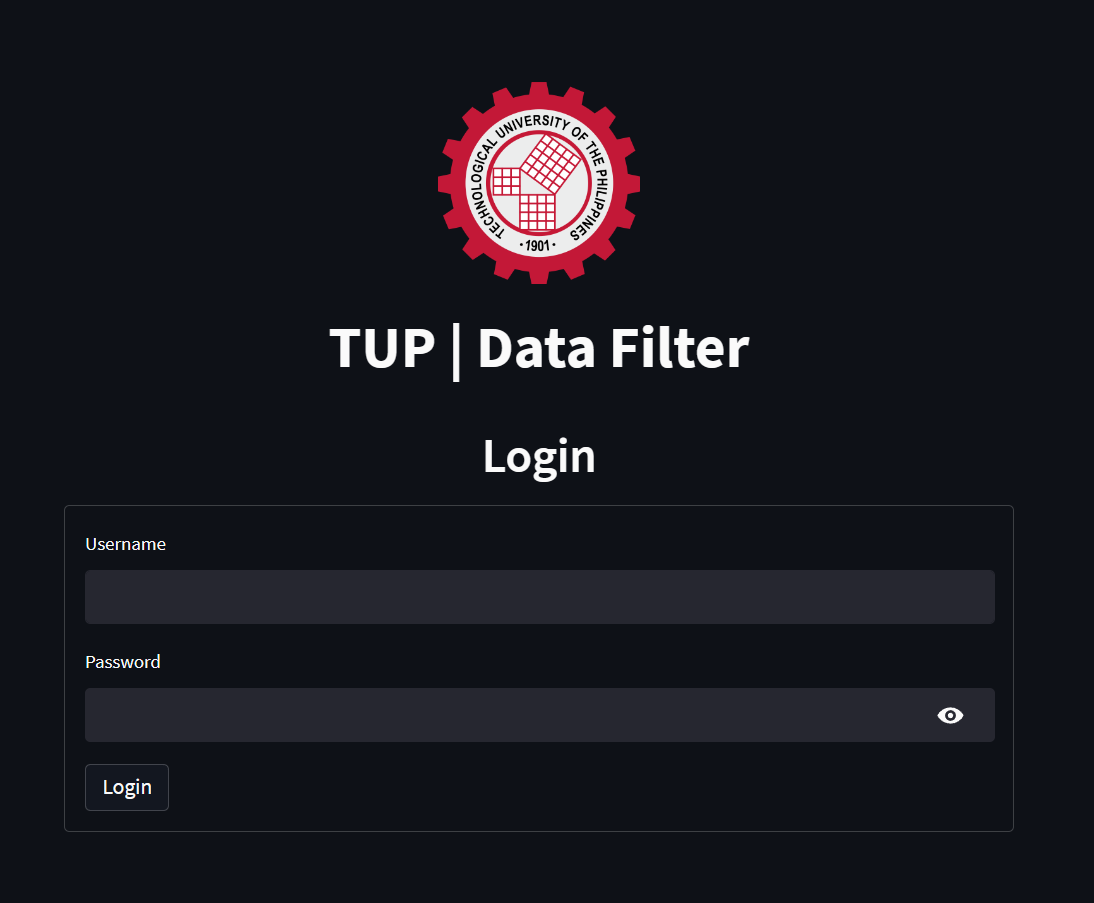 TECHNOLOGICAL UNIVERSITY OF THE PHILIPPINES
· 1901 ·
TUP | Data Filter
Login
Username
Password
Login